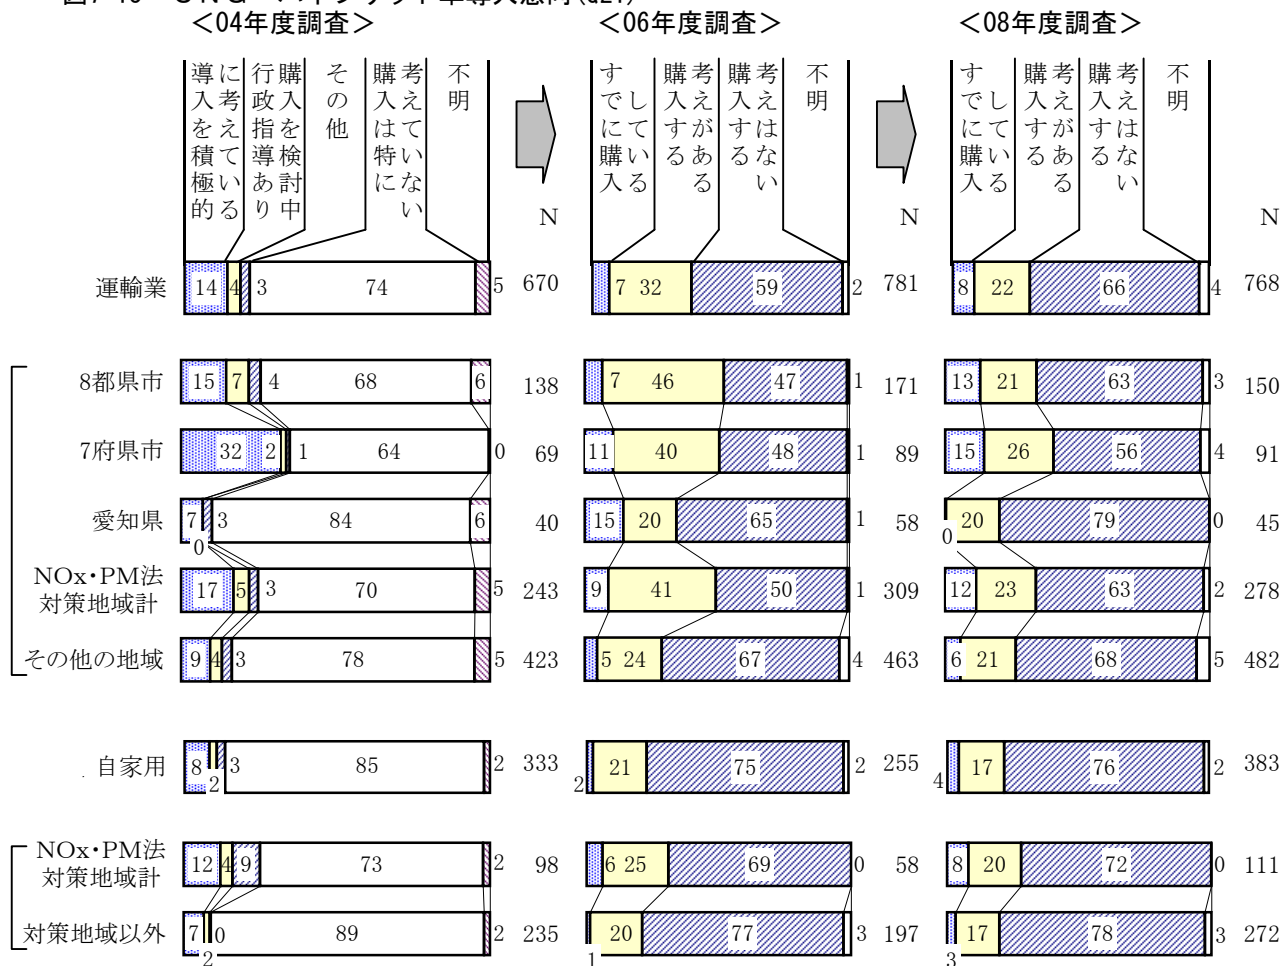 ＜04年度調査＞ ＜06年度調査＞ ＜08年度調査＞
導入を積極的に考えている
行政指導あり購入を検討中
その他
購入は特に考えていない
不明
N
すでに購入している
購入する考えがある
購入する考えはない
不明
N
すでに購入している
購入する考えがある
購入する考えはない
不明
N
運輸業 14 4 3 74 5 670 7 32 59 2 781 8 22 66 4 768
8都県市 15 7 4 68 6 138 7 46 47 1 171 13 21 63 3 150
7府県市 32 2 1 64 0 69 11 40 48 1 89 15 26 56 4 91
愛知県 7 0 3 84 6 40 15 20 65 1 58 0 20 79 0 45
NOx・PM法
対策地域計 17 5 3 70 5 243 9 41 50 1 309 12 23 63 2 278
その他の地域 9 4 3 78 5 423 5 24 67 4 463 6 21 68 5 482
自家用 8 2 3 85 2 333 2 21 75 2 255 4 17 76 2 383
NOx・PM法
対策地域計 12 4 9 73 2 98 6 25 69 0 58 8 20 72 0 111
対策地域以外 7 2 0 89 2 235 1 20 77 3 197 3 17 78 3 272